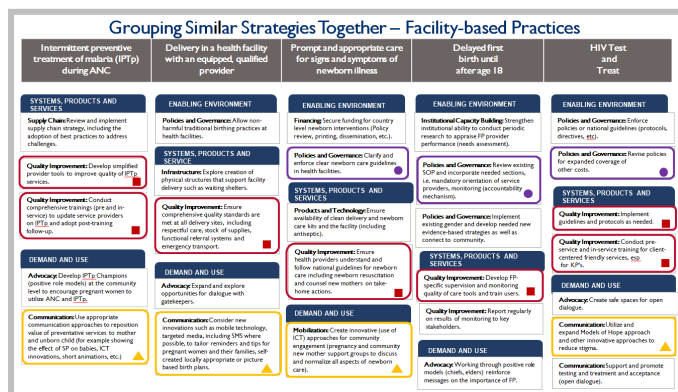 Grouping Similar Strategies Together – Facility-based Practices
Intermittent preventive
treatment of malaria (IPTp)
during ANC
Delivery in a health facility
with an equipped, qualified
provider
Prompt and appropriate care
for signs and symptoms of
newborn illness
Delayed first
birth until
after age 18
HIV Test
and
Treat
SYSTEMS, PRODUCTS AND
SERVICES
Supply Chain: Review and implement
supply chain strategy, including the
adoption of best practices to address
challenges.
Quality Improvement: Develop simplified
provider tools to improve quality of IPTp
services.
Quality Improvement: Conduct
comprehensive trainings (pre and in-
service) to update service providers
on IPTp and adopt post-training
follow-up.
DEMAND AND USE
Advocacy: Develop IPTp Champions
(positive role models) at the community
level to encourage pregnant women to
utilize ANC and IPTp.
Communication: Use appropriate
communication approaches to reposition
value of preventive services to mother
and unborn child (for example showing
the effect of SP on babies, ICT
innovations, short animations, etc.)
ENABLING ENVIRONMENT
Policies and Governance: Allow non-
harmful traditional birthing practices at
health facilities.
SYSTEMS, PRODUCTS AND
SERVICE
Infrastructure: Explore creation of
physical structures that support facility
delivery such as waiting shelters.
Quality Improvement: Ensure
comprehensive quality standards are
met at all delivery sites, including
respectful care, stock of supplies,
functional referral systems and
emergency transport.
DEMAND AND USE
Advocacy: Expand and explore
opportunities for dialogue with
gatekeepers.
Communication: Consider new
innovations such as mobile technology,
targeted media, including SMS where
possible, to tailor reminders and tips for
pregnant women and their families, self-
created locally appropriate or picture
based birth plans.
ENABLING ENVIRONMENT
Financing: Secure funding for country
level newborn interventions (Policy
review, printing, dissemination, etc.).
Policies and Governance: Clarify and
enforce clear newborn care guidelines
in health facilities.
SYSTEMS, PRODUCTS AND
SERVICES
Products and Technology: Ensure
availability of clean delivery and newborn
care kits and the facility (including
antiseptic).
Quality Improvement: Ensure
health providers understand and
follow national guidelines for newborn
care including newborn resuscitation
and counsel new mothers on take-
home actions.
DEMAND AND USE
Mobilization: Create innovative (use of
ICT) approaches for community
engagement (pregnancy and community
new mother support groups to discuss and
normalize all aspects of newborn care).
ENABLING ENVIRONMENT
Institutional Capacity Building: Strengthen
institutional ability to conduct periodic
research to appraise FP provider
performance (needs assessment).
Policies and Governance: Review existing
SOP and incorporate needed sections,
i.e. mandatory orientation of service
providers, monitoring (accountability
mechanism).
Policies and Governance: Implement
existing gender and develop needed new
evidence-based strategies as well as
connect to community.
SYSTEMS, PRODUCTS AND
SERVICES
Quality Improvement: Develop FP-
specific supervision and monitoring
quality of care tools and train users.
Quality Improvement: Report regularly
on results of monitoring to key
stakeholders.
DEMAND AND USE
Advocacy: Working through positive role
models (chiefs, elders) reinforce
messages on the importance of FP.
ENABLING ENVIRONMENT
Policies and Governance: Enforce
policies or national guidelines (protocols,
directives, etc).
Policies and Governance: Revise policies
for expanded coverage of
other costs.
SYSTEMS, PRODUCTS AND
SERVICES
Quality Improvement: Implement
guidelines and protocols as needed.
Quality Improvement: Conduct pre-
service and in-service training for client-
centered friendly services, esp
for KP's.
DEMAND AND USE
Advocacy: Create safe spaces for open
dialogue.
Communication: Utilize and
expand Models of Hope approach
and other innovative approaches to
reduce stigma.
Communication: Support and promote
testing and treatment and acceptance
(open dialogue).